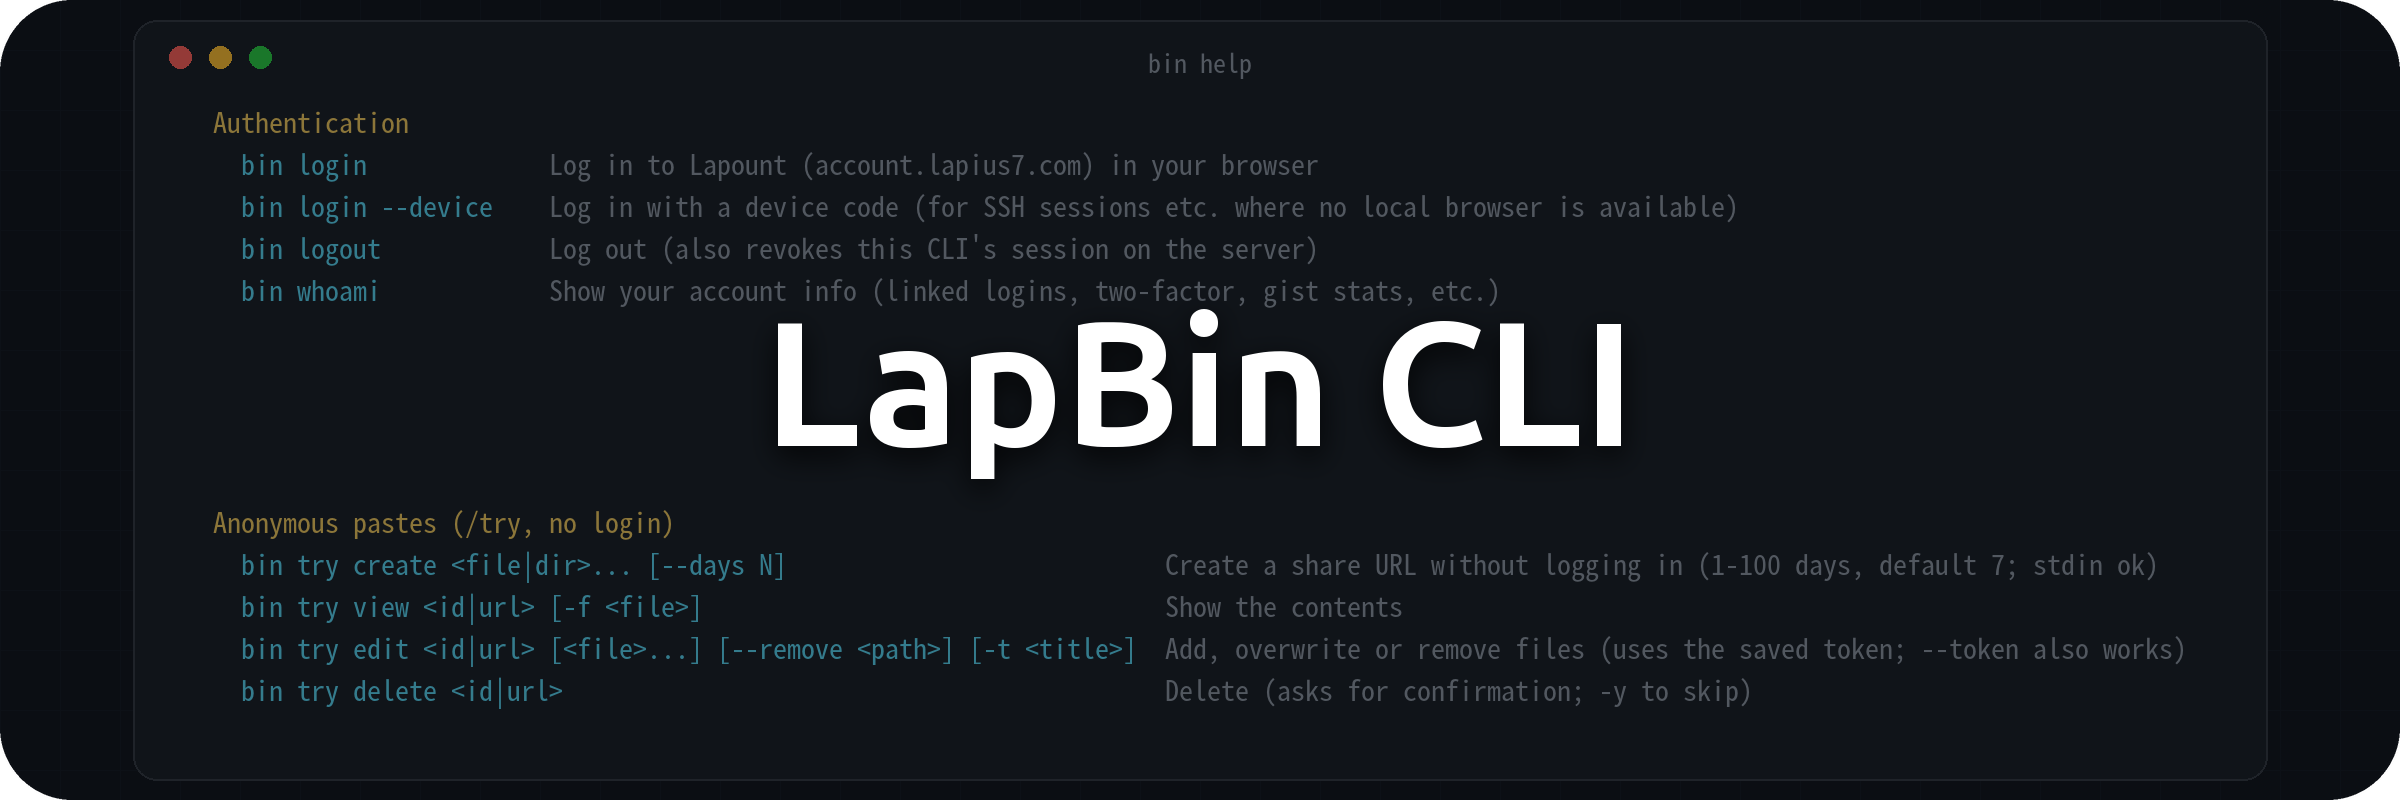 bin help
Authentication
bin login Log in to Lapount (account.lapius7.com) in your browser
bin login --device Log in with a device code (for SSH sessions etc. where no local browser is available)
bin logout Log out (also revokes this CLI's session on the server)
bin whoami Show your account info (linked logins, two-factor, gist stats, etc.)
LapBin CLI
Anonymous pastes (/try, no login)
bin try create <file|dir>... [--days N] Create a share URL without logging in (1-100 days, default 7; stdin ok)
bin try view <id|url> [-f <file>] Show the contents
bin try edit <id|url> [<file>...] [--remove <path>] [-t <title>] Add, overwrite or remove files (uses the saved token; --token also works)
bin try delete <id|url> Delete (asks for confirmation; -y to skip)